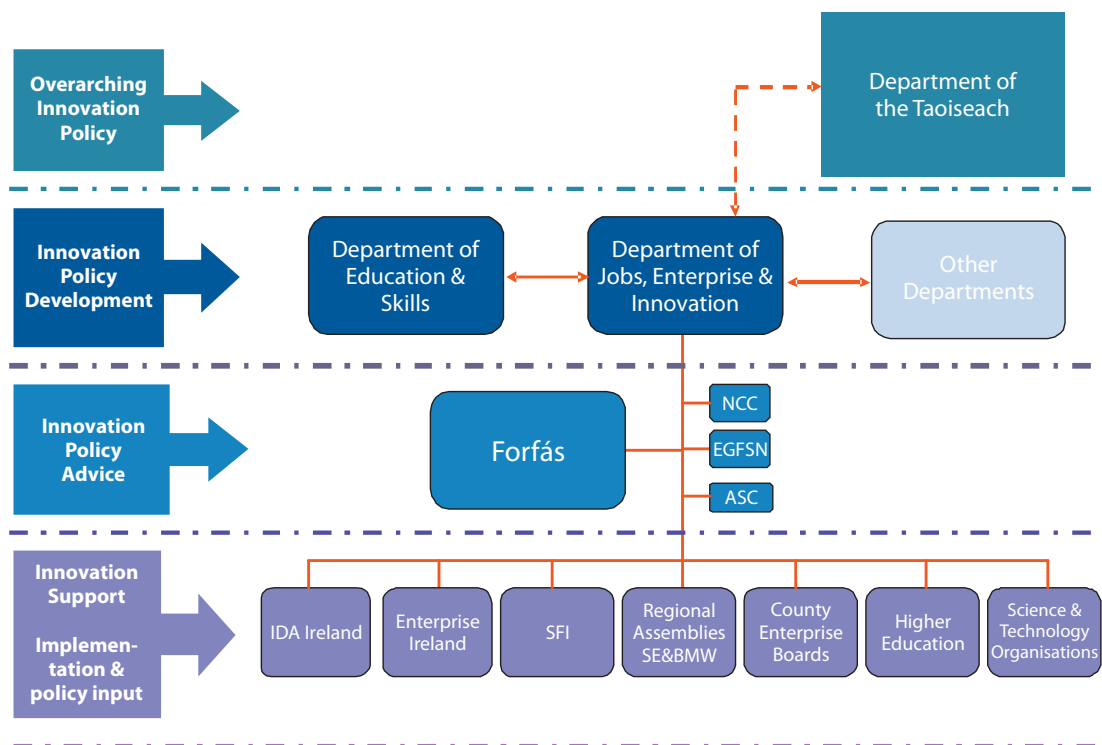 Overarching
Innovation
Policy
Department of
the Taoiseach
Innovation
Policy
Development
Department of
Education &
Skills
Department of
Jobs, Enterprise &
Innovation
Other
Departments
Innovation
Policy
Advice
Forfás
NCC
EGFSN
ASC
Innovation
Support
Implemen-
tation &
policy input
IDA Ireland
Enterprise
Ireland
SFI
Regional
Assemblies
SE&BMW
County
Enterprise
Boards
Higher
Education
Science &
Technology
Organisations